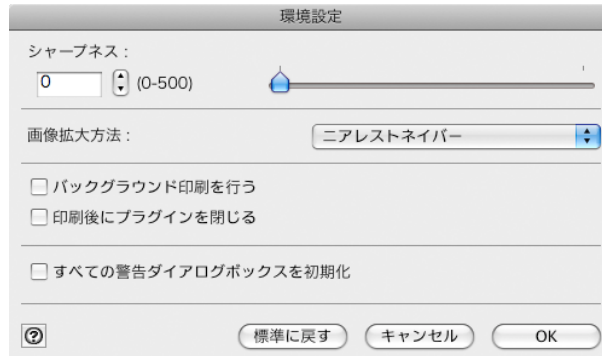 環境設定
シャープネス :
0 (0-500)
画像拡大方法 : ニアレストネイバー
バックグラウンド印刷を行う
印刷後にプラグインを閉じる
すべての警告ダイアログボックスを初期化
? 標準に戻す キャンセル OK